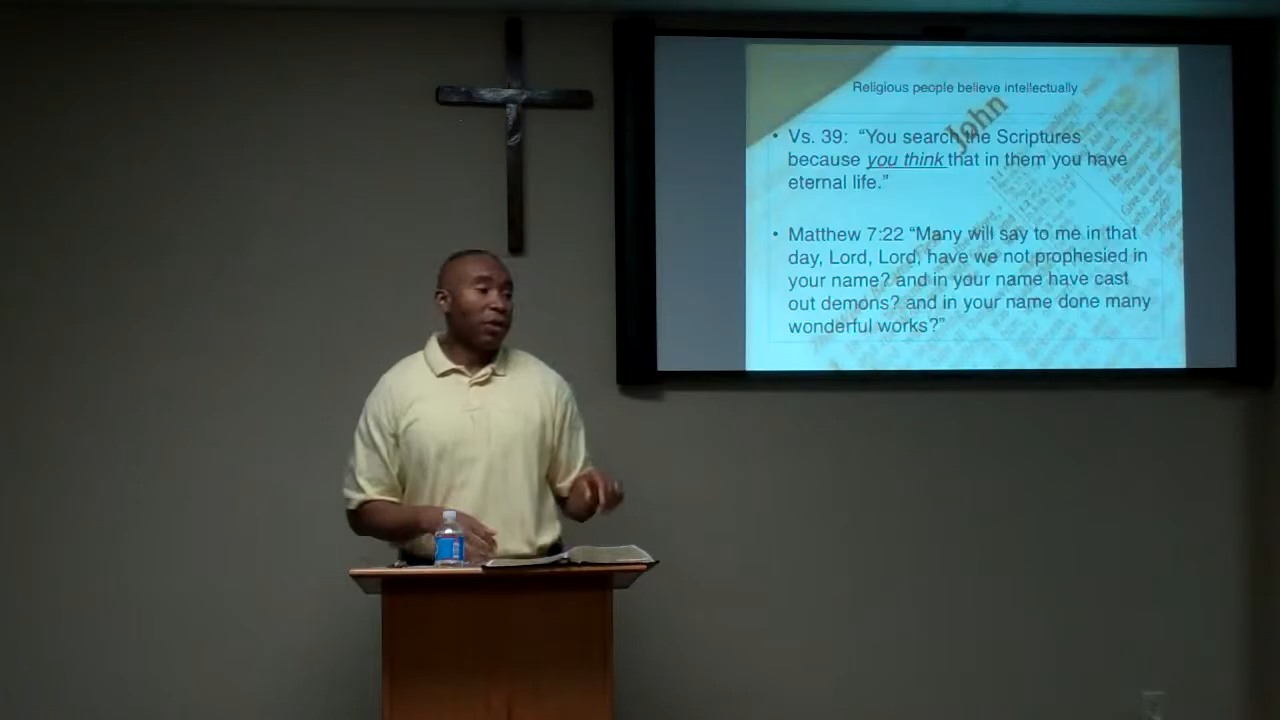 Religious people believe intellectually
John
• Vs. 39: “You search the Scriptures
because you think that in them you have
eternal life.”
• Matthew 7:22 “Many will say to me in that
day, Lord, Lord, have we not prophesied in
your name? and in your name have cast
out demons? and in your name done many
wonderful works?”